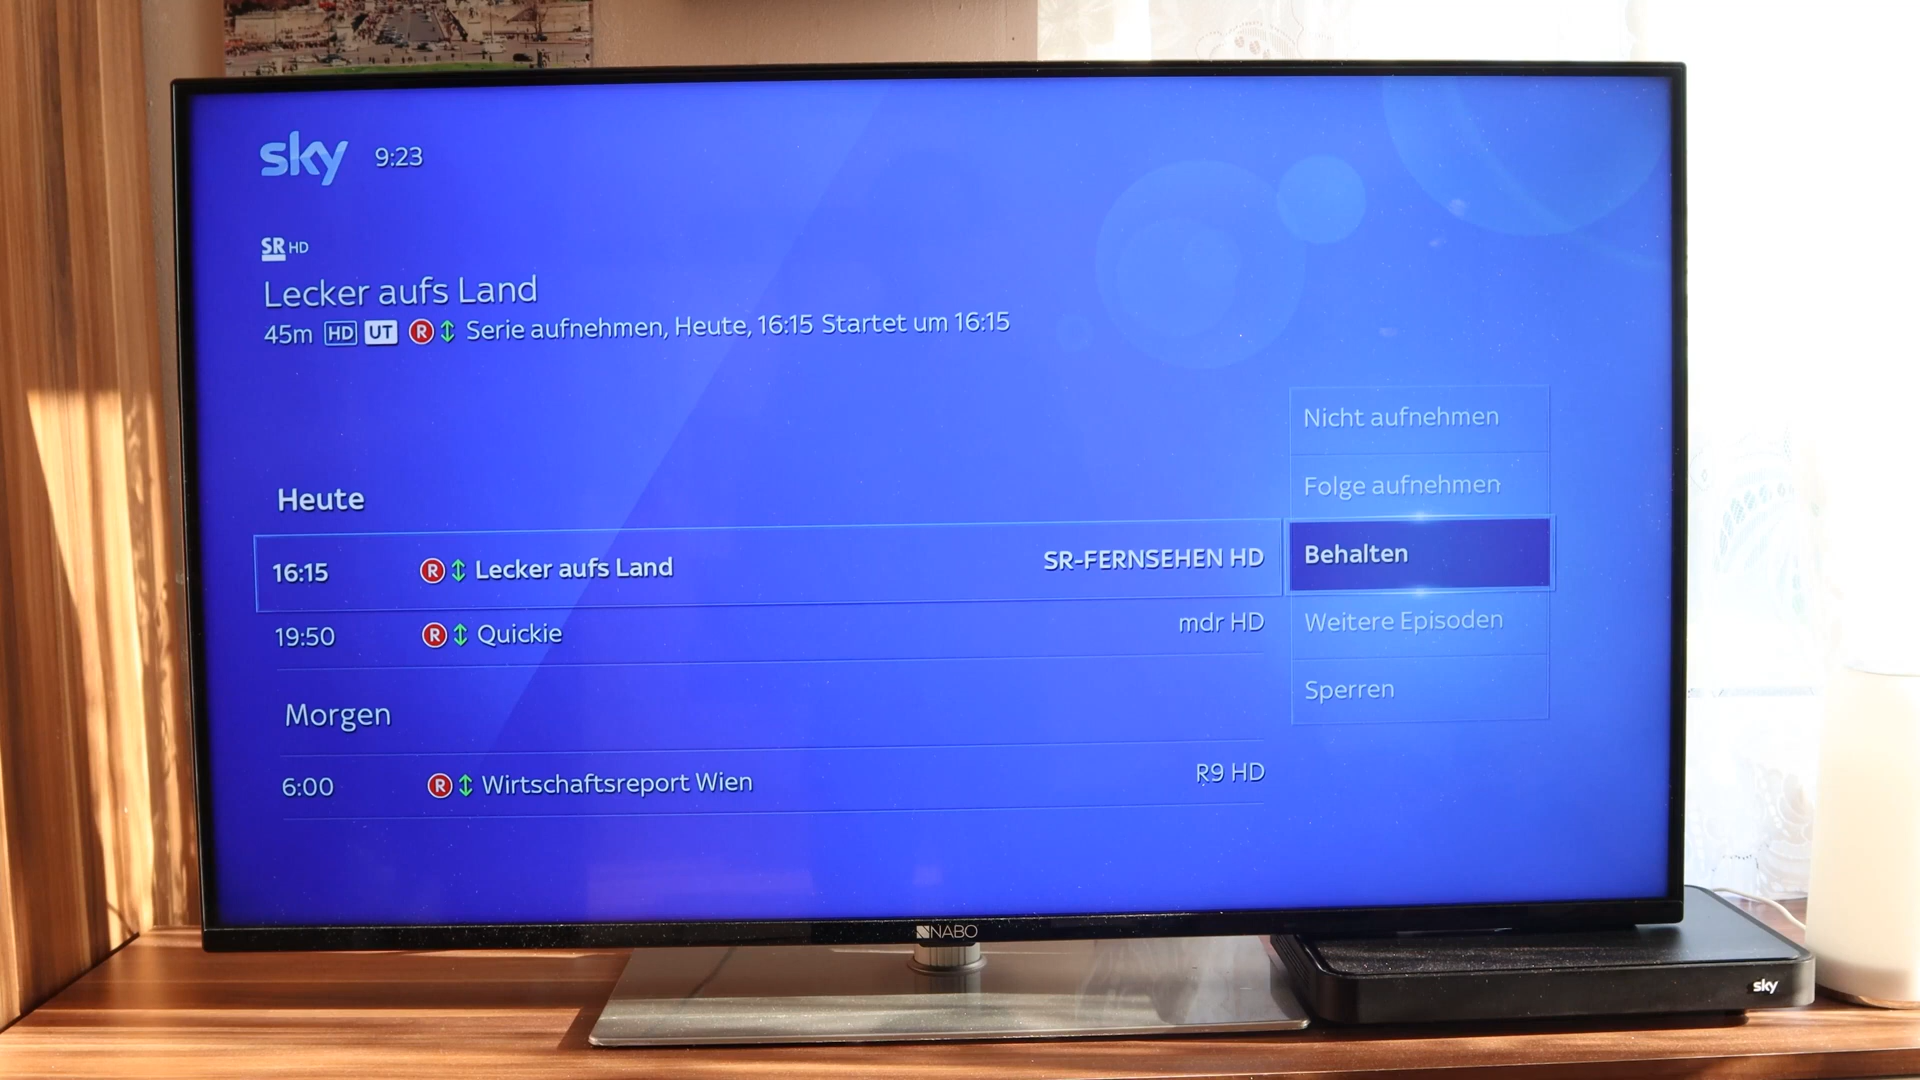 sky 9:23
SR HD
Lecker aufs Land
45m HD UT R Serie aufnehmen, Heute, 16:15 Startet um 16:15
Nicht aufnehmen
Folge aufnehmen
Heute
16:15 R Lecker aufs Land SR-FERNSEHEN HD
Behalten
19:50 R Quickie mdr HD
Weitere Episoden
Sperren
Morgen
6:00 R Wirtschaftsreport Wien R9 HD
NABO
sky